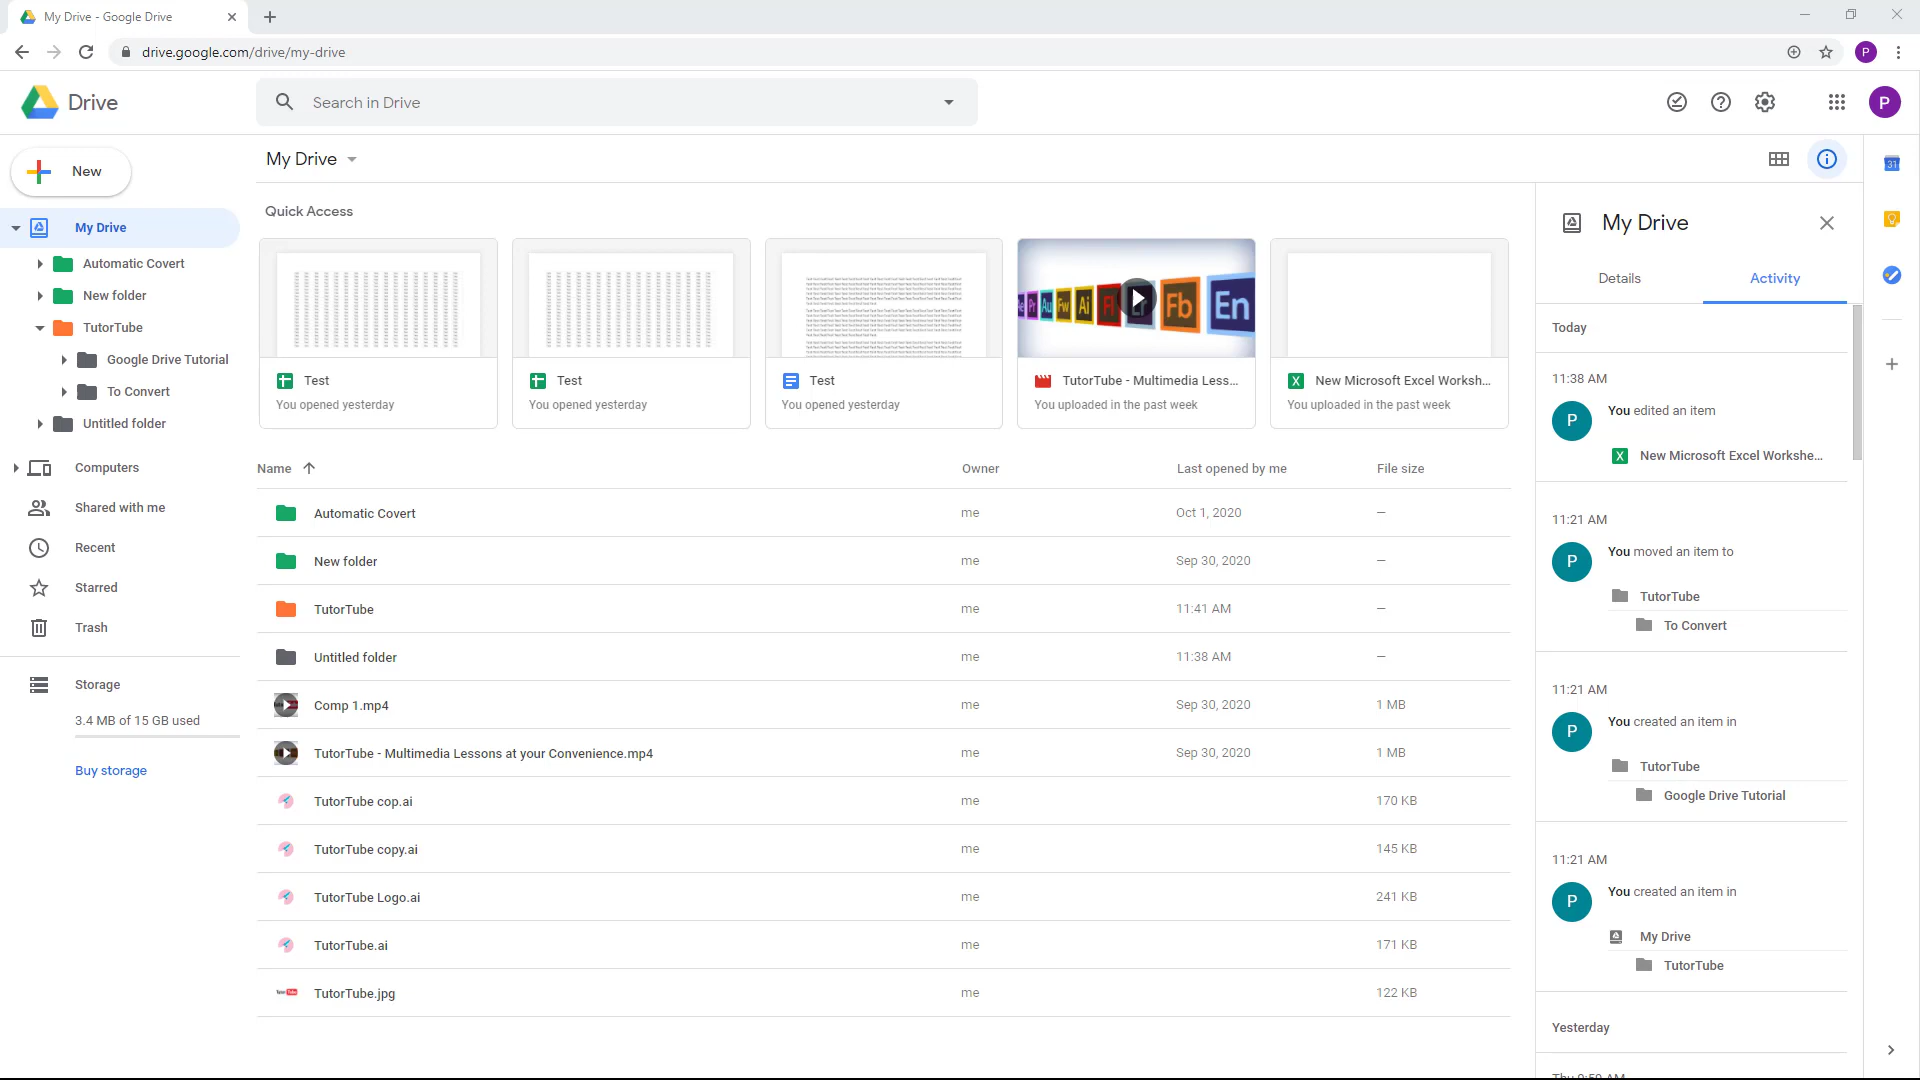 My Drive - Google Drive
drive.google.com/drive/my-drive
P
Drive
Search in Drive
P
New
My Drive
Automatic Covert
New folder
TutorTube
Google Drive Tutorial
To Convert
Untitled folder
Computers
Shared with me
Recent
Starred
Trash
Storage
3.4 MB of 15 GB used
Buy storage
My Drive
Quick Access
Test
You opened yesterday
Test
You opened yesterday
Test
You opened yesterday
Pr Au Fw Ai Fl Lr Fb En
TutorTube - Multimedia Less...
You uploaded in the past week
New Microsoft Excel Worksh...
You uploaded in the past week
Name Owner Last opened by me File size
Automatic Covert me Oct 1, 2020 —
New folder me Sep 30, 2020 —
TutorTube me 11:41 AM —
Untitled folder me 11:38 AM —
Comp 1.mp4 me Sep 30, 2020 1 MB
TutorTube - Multimedia Lessons at your Convenience.mp4 me Sep 30, 2020 1 MB
TutorTube cop.ai me 170 KB
TutorTube copy.ai me 145 KB
TutorTube Logo.ai me 241 KB
TutorTube.ai me 171 KB
TutorTube.jpg me 122 KB
My Drive
Details Activity
Today
11:38 AM
P
You edited an item
X New Microsoft Excel Workshe...
11:21 AM
P
You moved an item to
TutorTube
To Convert
11:21 AM
P
You created an item in
TutorTube
Google Drive Tutorial
11:21 AM
P
You created an item in
My Drive
TutorTube
Yesterday
31